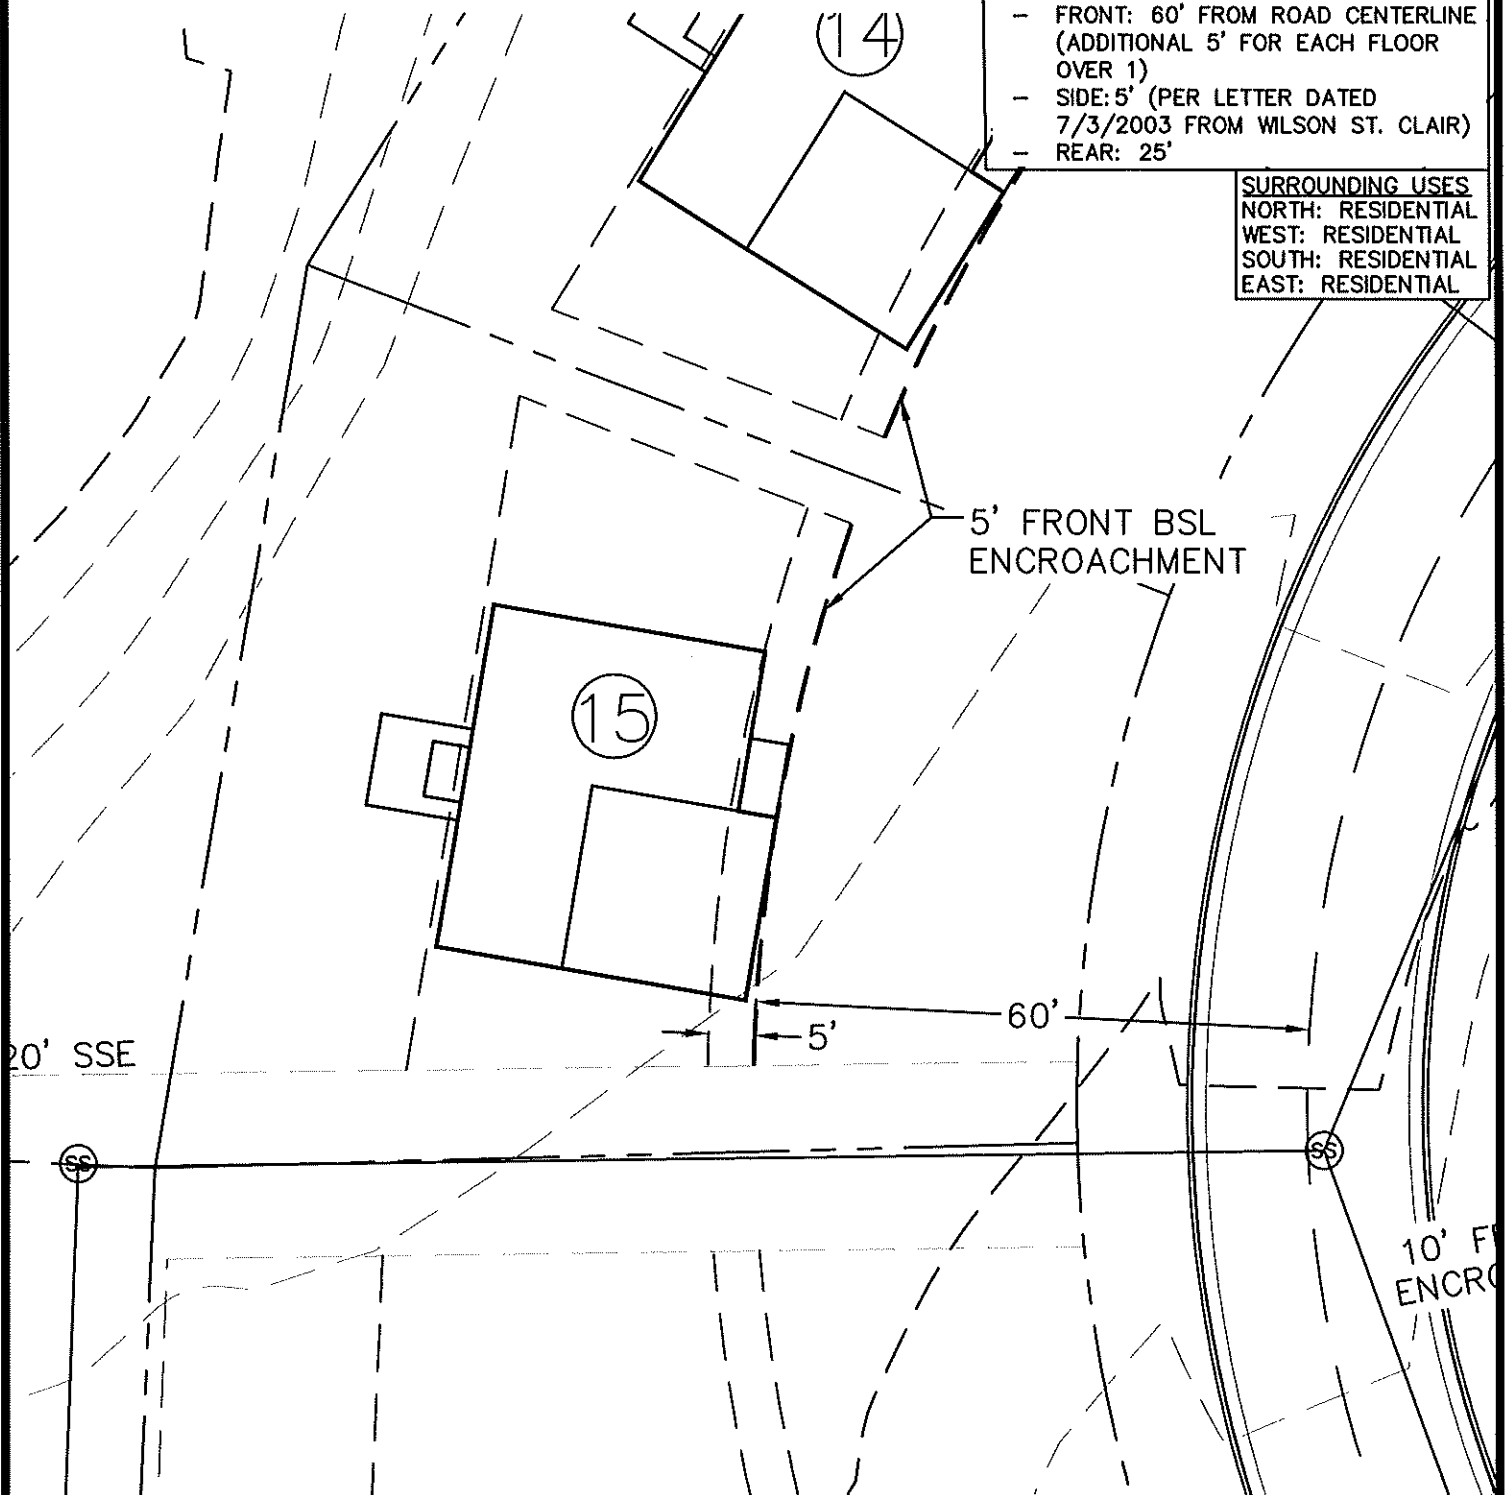 14
- FRONT: 60' FROM ROAD CENTERLINE
(ADDITIONAL 5' FOR EACH FLOOR
OVER 1)
- SIDE: 5' (PER LETTER DATED
7/3/2003 FROM WILSON ST. CLAIR)
- REAR: 25'
SURROUNDING USES
NORTH: RESIDENTIAL
WEST: RESIDENTIAL
SOUTH: RESIDENTIAL
EAST: RESIDENTIAL
5' FRONT BSL
ENCROACHMENT
15
60'
5'
20' SSE
SS
SS
10'